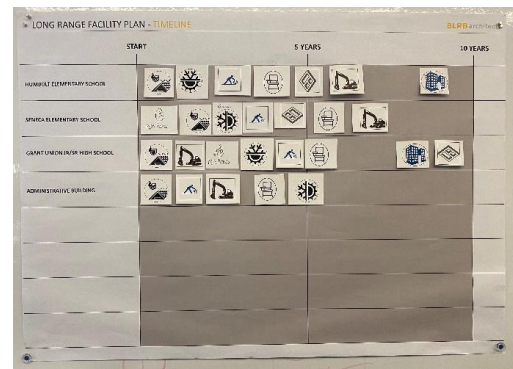 LONG RANGE FACILITY PLAN - TIMELINE
BLRB architects
START
5 YEARS
10 YEARS
HUMBOLT ELEMENTARY SCHOOL
SENECA ELEMENTARY SCHOOL
GRANT UNION JR/SR HIGH SCHOOL
ADMINISTRATIVE BUILDING